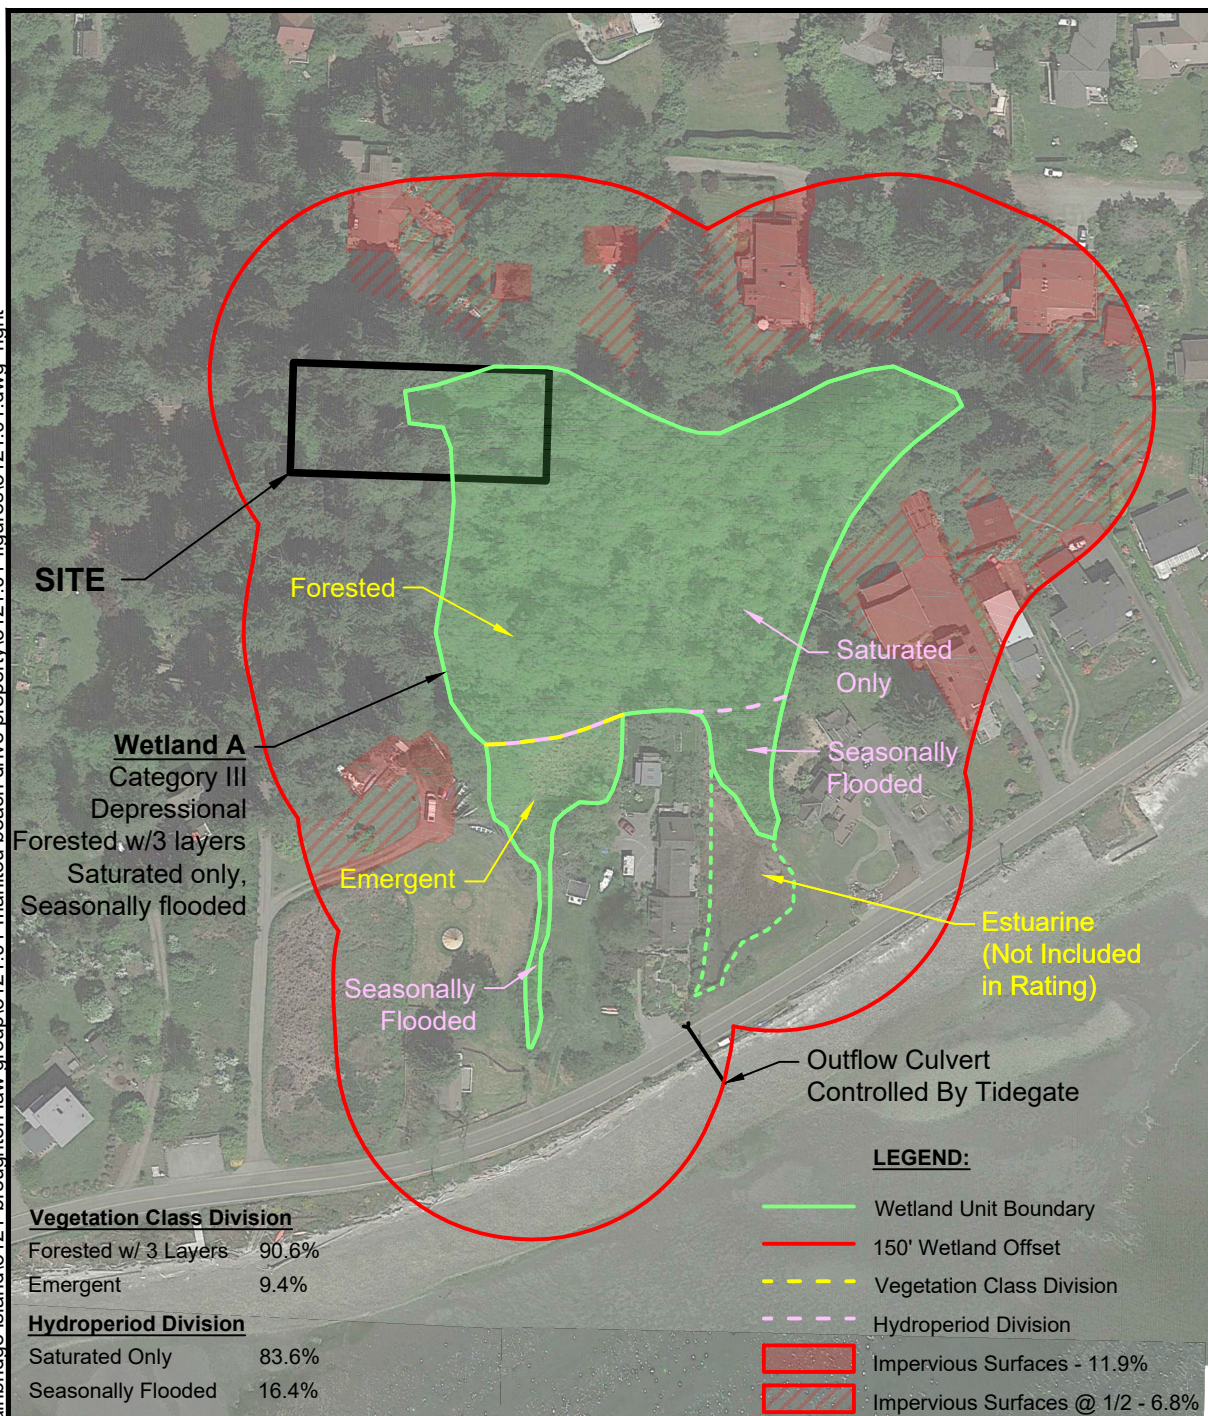 SITE
Forested
Saturated
Only
Wetland A
Category III
Depressional
Forested w/3 layers
Saturated only,
Seasonally flooded
Seasonally
Flooded
Emergent
Estuarine
(Not Included
in Rating)
Seasonally
Flooded
Outflow Culvert
Controlled By Tidegate
Vegetation Class Division
Forested w/ 3 Layers 90.6%
Emergent 9.4%
Hydroperiod Division
Saturated Only 83.6%
Seasonally Flooded 16.4%
LEGEND:
Wetland Unit Boundary
150' Wetland Offset
Vegetation Class Division
Hydroperiod Division
Impervious Surfaces - 11.9%
Impervious Surfaces @ 1/2 - 6.8%